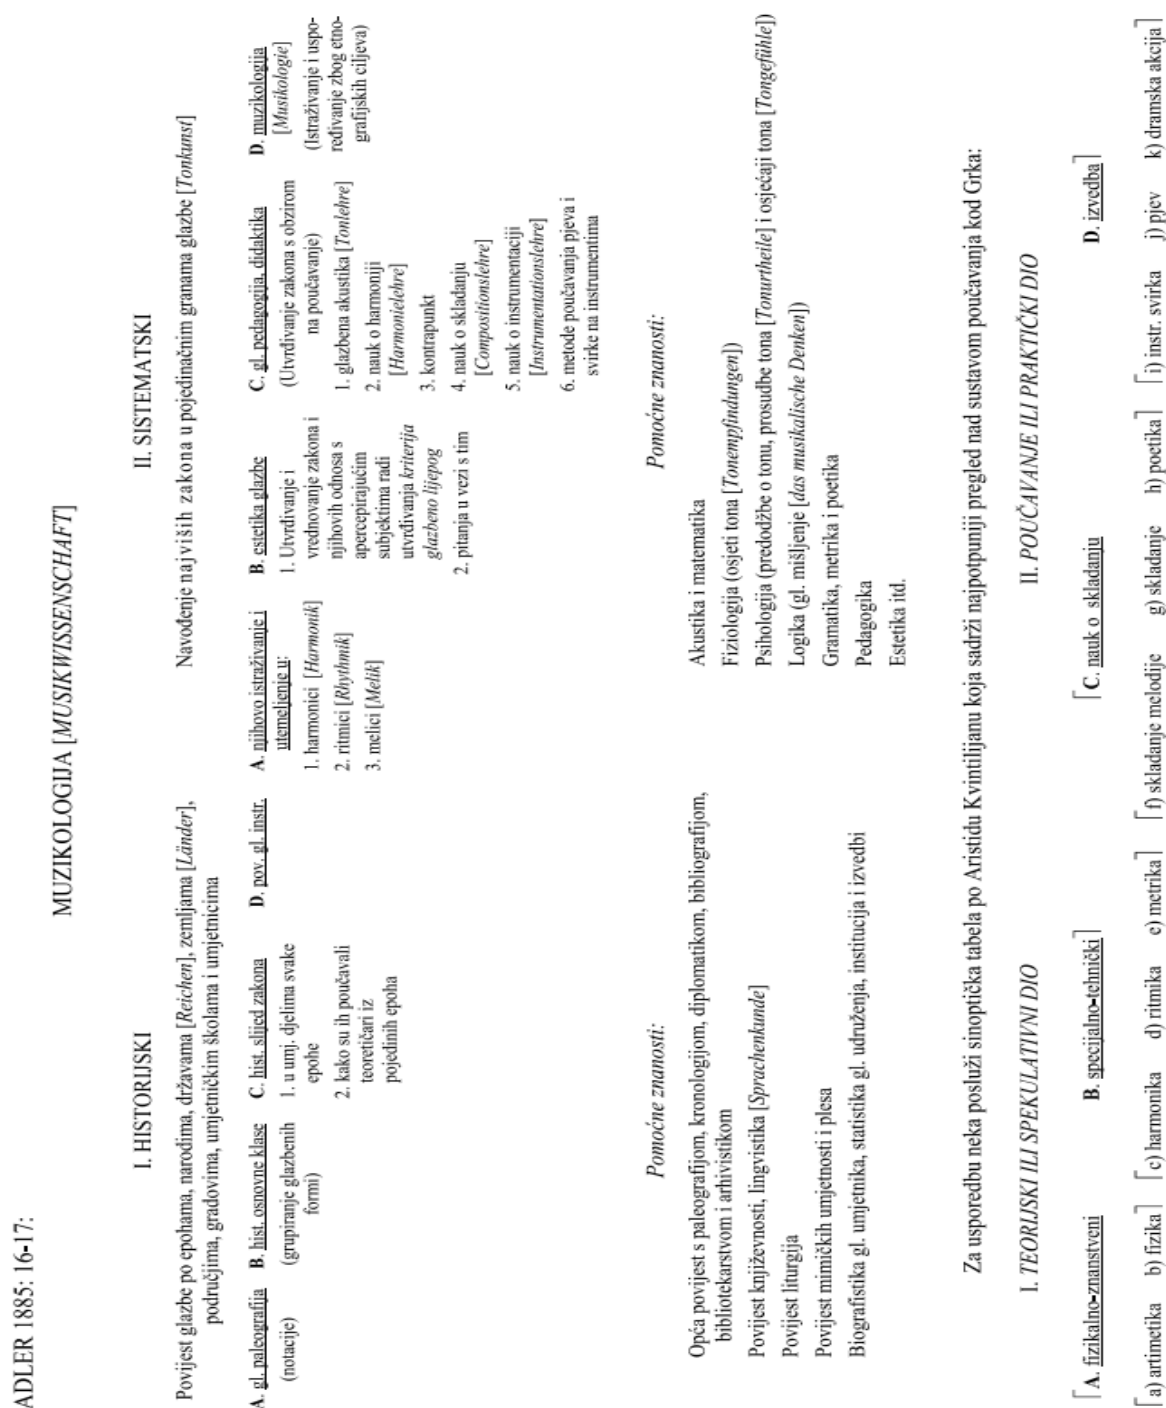 ADLER 1885: 16-17:
MUZIKOLOGIJA [MUSIKWISSENSCHAFT]
I. HISTORIJSKI
Povijest glazbe po epohama, narodima, državama [Reichen], zemljama [Länder],
područjima, gradovima, umjetničkim školama i umjetnicima
A. gl. paleografija
(notacije)
B. hist. osnovne klase
(grupiranje glazbenih
formi)
C. hist. slijed zakona
1. u umj. djelima svake
epohe
2. kako su ih poučavali
teoretičari iz
pojedinih epoha
D. pov. gl. instr.
II. SISTEMATSKI
Navođenje najviših zakona u pojedinačnim granama glazbe [Tonkunst]
A. njihovo istraživanje i
utemeljenje u:
1. harmonici [Harmonik]
2. ritmici [Rhythmik]
3. melici [Melik]
B. estetika glazbe
1. Utvrđivanje i
vrednovanje zakona i
njihovih odnosa s
apercepirajućim
subjektima radi
utvrđivanja kriterija
glazbeno lijepog
2. pitanja u vezi s tim
C. gl. pedagogija, didaktika
(Utvrđivanje zakona s obzirom
na poučavanje)
1. glazbena akustika [Tonlehre]
2. nauk o harmoniji
[Harmonielehre]
3. kontrapunkt
4. nauk o skladanju
[Compositionslehre]
5. nauk o instrumentaciji
[Instrumentationslehre]
6. metode poučavanja pjeva i
svirke na instrumentima
D. muzikologija
[Musikologie]
(Istraživanje i uspo-
ređivanje zbog etno-
grafijskih ciljeva)
Pomoćne znanosti:
Opća povijest s paleografijom, kronologijom, diplomatikom, bibliografijom,
bibliotekarstvom i arhivistikom
Povijest književnosti, lingvistika [Sprachenkunde]
Povijest liturgija
Povijest mimičkih umjetnosti i plesa
Biografistika gl. umjetnika, statistika gl. udruženja, institucija i izvedbi
Pomoćne znanosti:
Akustika i matematika
Fiziologija (osjeti tona [Tonempfindungen])
Psihologija (predodžbe o tonu, prosudbe tona [Tonurtheile] i osjećaji tona [Tongefühle])
Logika (gl. mišljenje [das musikalische Denken])
Gramatika, metrika i poetika
Pedagogika
Estetika itd.
Za usporedbu neka posluži sinoptička tabela po Aristidu Kvintilijanu koja sadrži najpotpuniji pregled nad sustavom poučavanja kod Grka:
I. TEORIJSKI ILI SPEKULATIVNI DIO
II. POUČAVANJE ILI PRAKTIČKI DIO
A. fizikalno-znanstveni
B. specijalno-tehnički
C. nauk o skladanju
D. izvedba
a) artimetika b) fizika c) harmonika d) ritmika e) metrika f) skladanje melodije g) skladanje h) poetika i) instr. svirka j) pjev k) dramska akcija